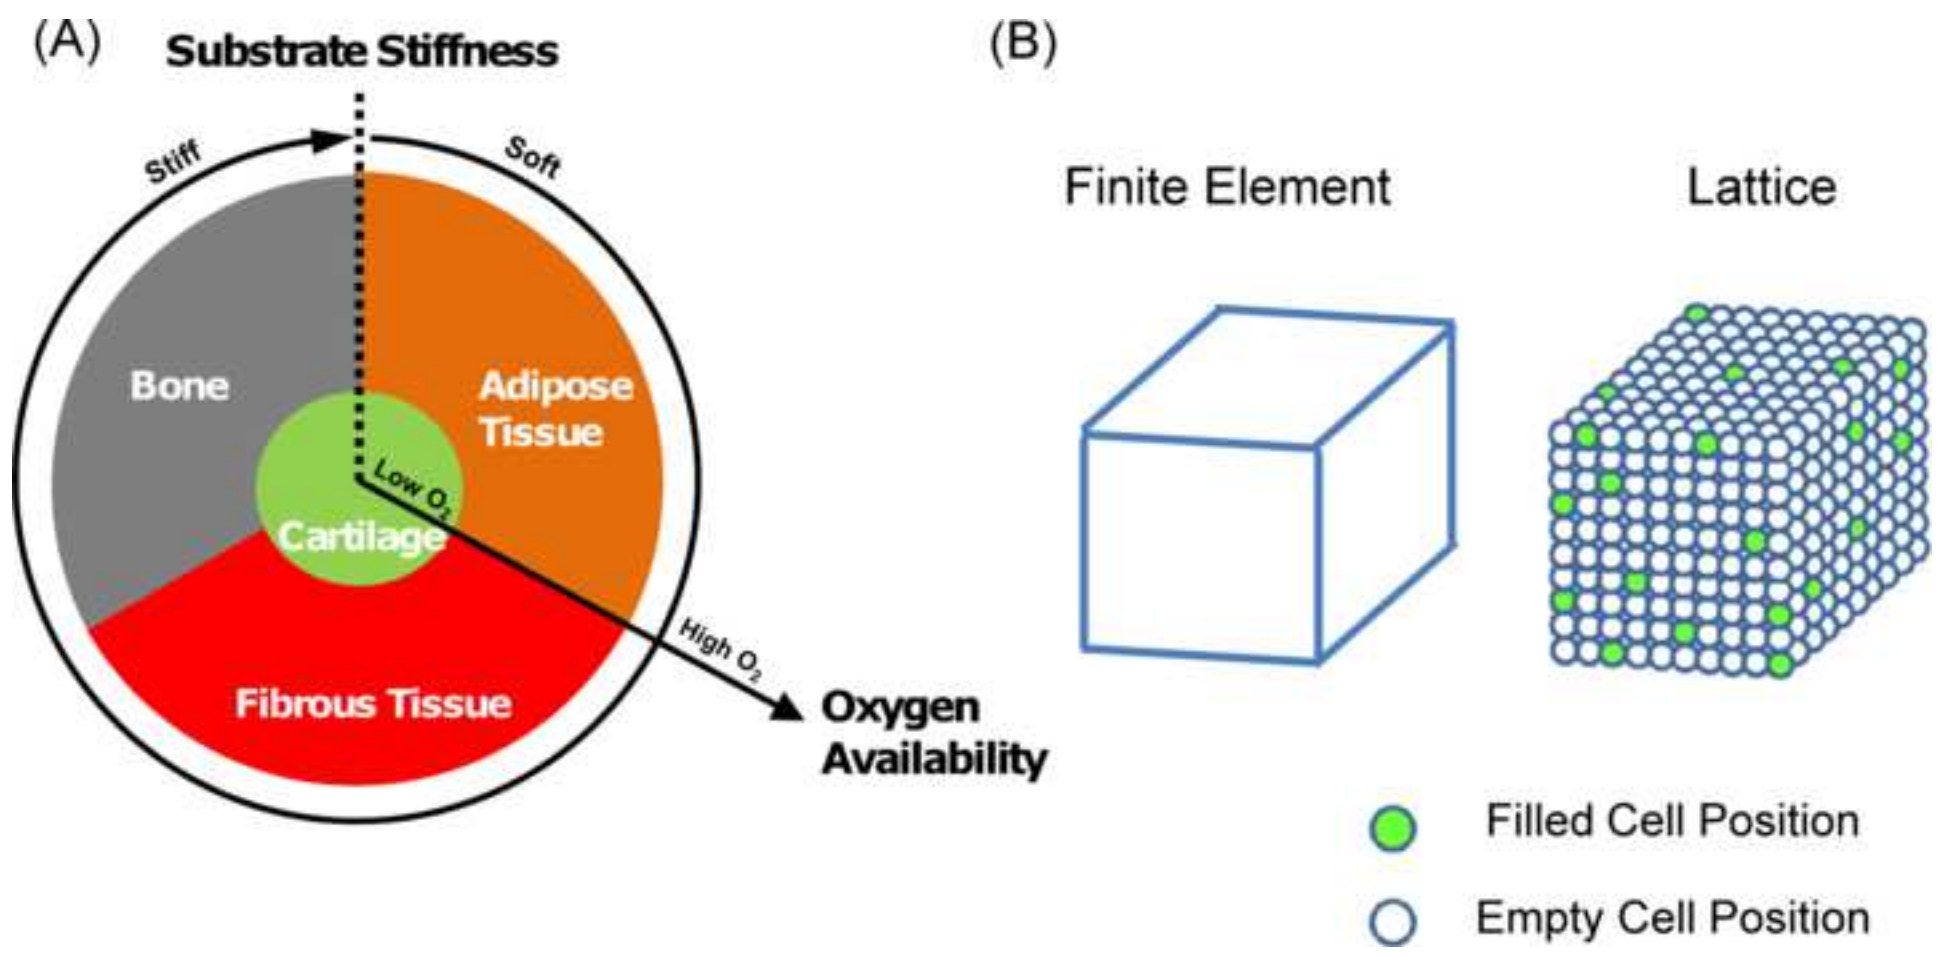 (A)
Substrate Stiffness
Stiff
Soft
Bone
Adipose
Tissue
Low O₂
Cartilage
High O₂
Fibrous Tissue
Oxygen
Availability
(B)
Finite Element
Lattice
Filled Cell Position
Empty Cell Position